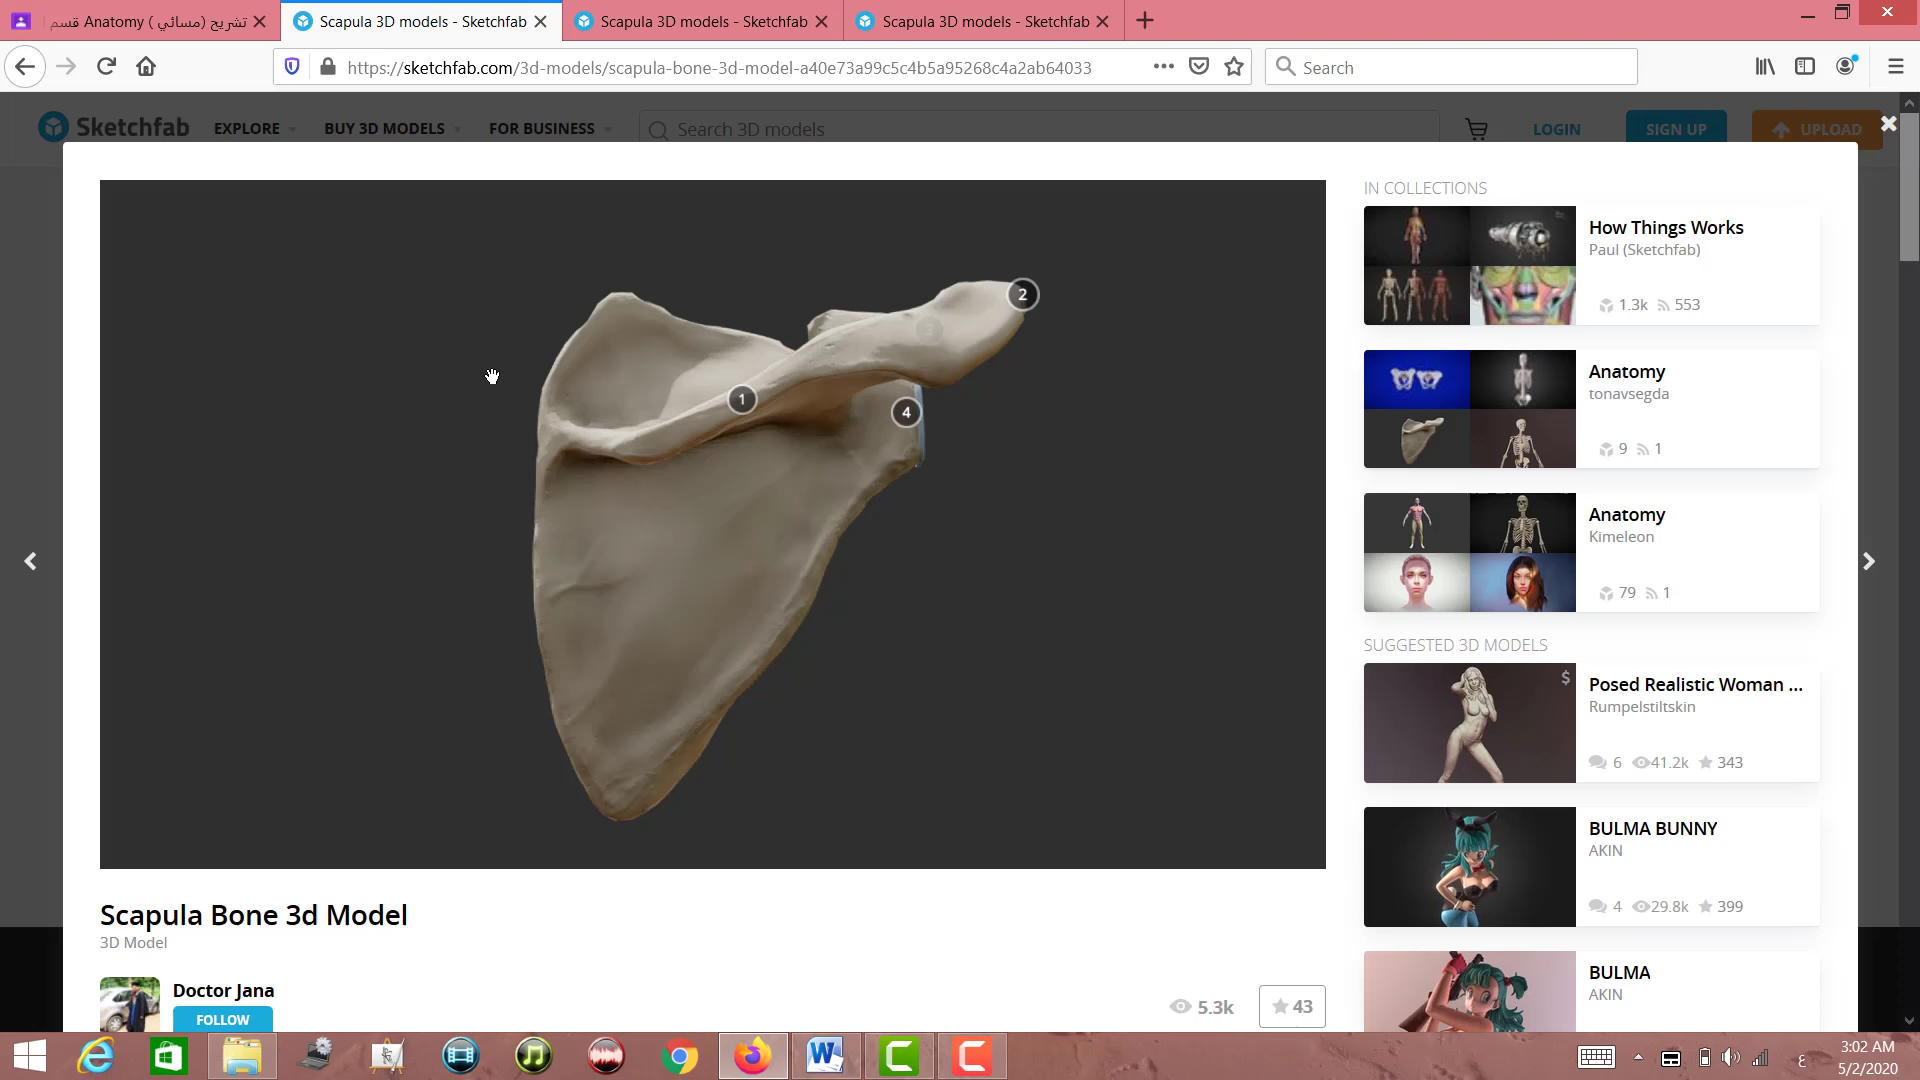 تشريح (مسائي) Anatomy قسم
Scapula 3D models - Sketchfab
Scapula 3D models - Sketchfab
Scapula 3D models - Sketchfab
https://sketchfab.com/3d-models/scapula-bone-3d-model-a40e73a99c5c4b5a95268c4a2ab64033
Search
Sketchfab
EXPLORE
BUY 3D MODELS
FOR BUSINESS
Search 3D models
LOGIN
SIGN UP
UPLOAD
2
3
1
4
IN COLLECTIONS
How Things Works
Paul (Sketchfab)
1.3k 553
Anatomy
tonavsegda
9 1
Anatomy
Kimeleon
79 1
SUGGESTED 3D MODELS
$
Posed Realistic Woman ...
Rumpelstiltskin
6 41.2k 343
BULMA BUNNY
AKIN
4 29.8k 399
BULMA
AKIN
Scapula Bone 3d Model
3D Model
Doctor Jana
FOLLOW
5.3k
43
ع
3:02 AM
5/2/2020